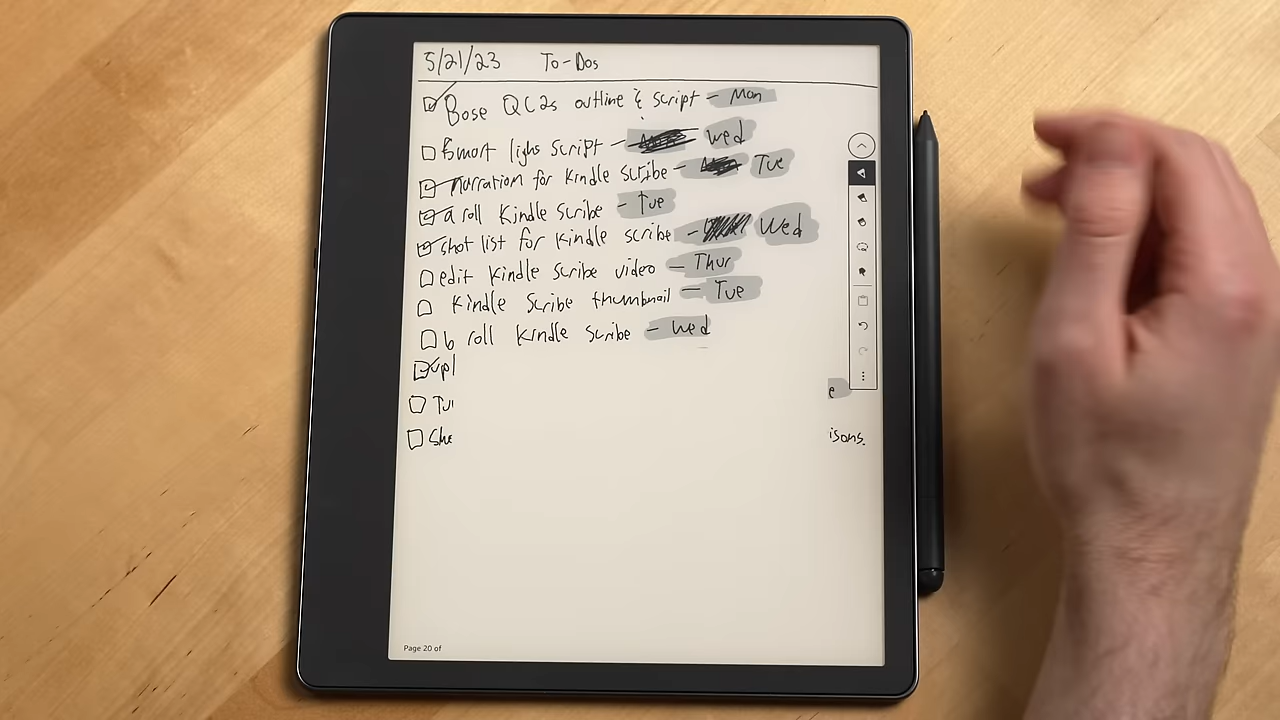 5/21/23 To-Dos
Bose QC2s outline & script - Mon
Smart light script - Wed
narration for Kindle Scribe - Tue
a roll Kindle Scribe - Tue
shot list for Kindle scribe - Wed
edit Kindle Scribe video - Thur
Kindle Scribe thumbnail - Tue
b roll Kindle Scribe - Wed
upl
e
isons.
Page 20 of